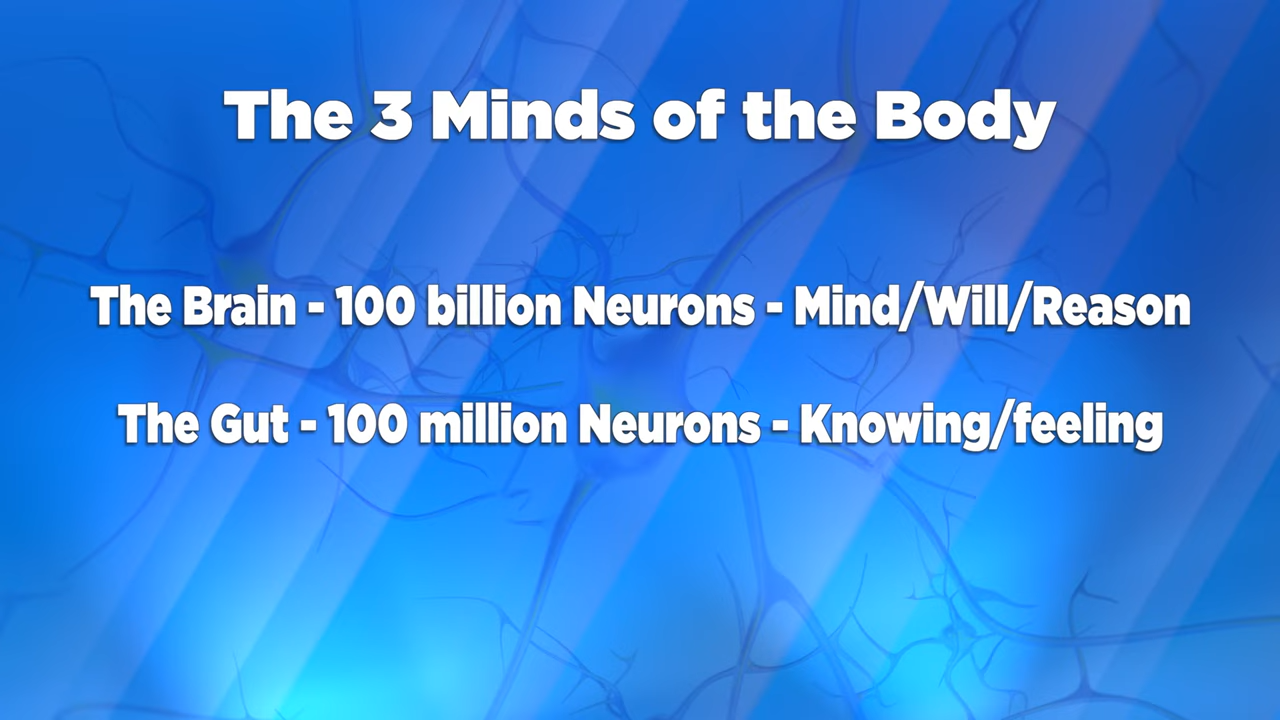 The 3 Minds of the Body
The Brain - 100 billion Neurons - Mind/Will/Reason
The Gut - 100 million Neurons - Knowing/feeling